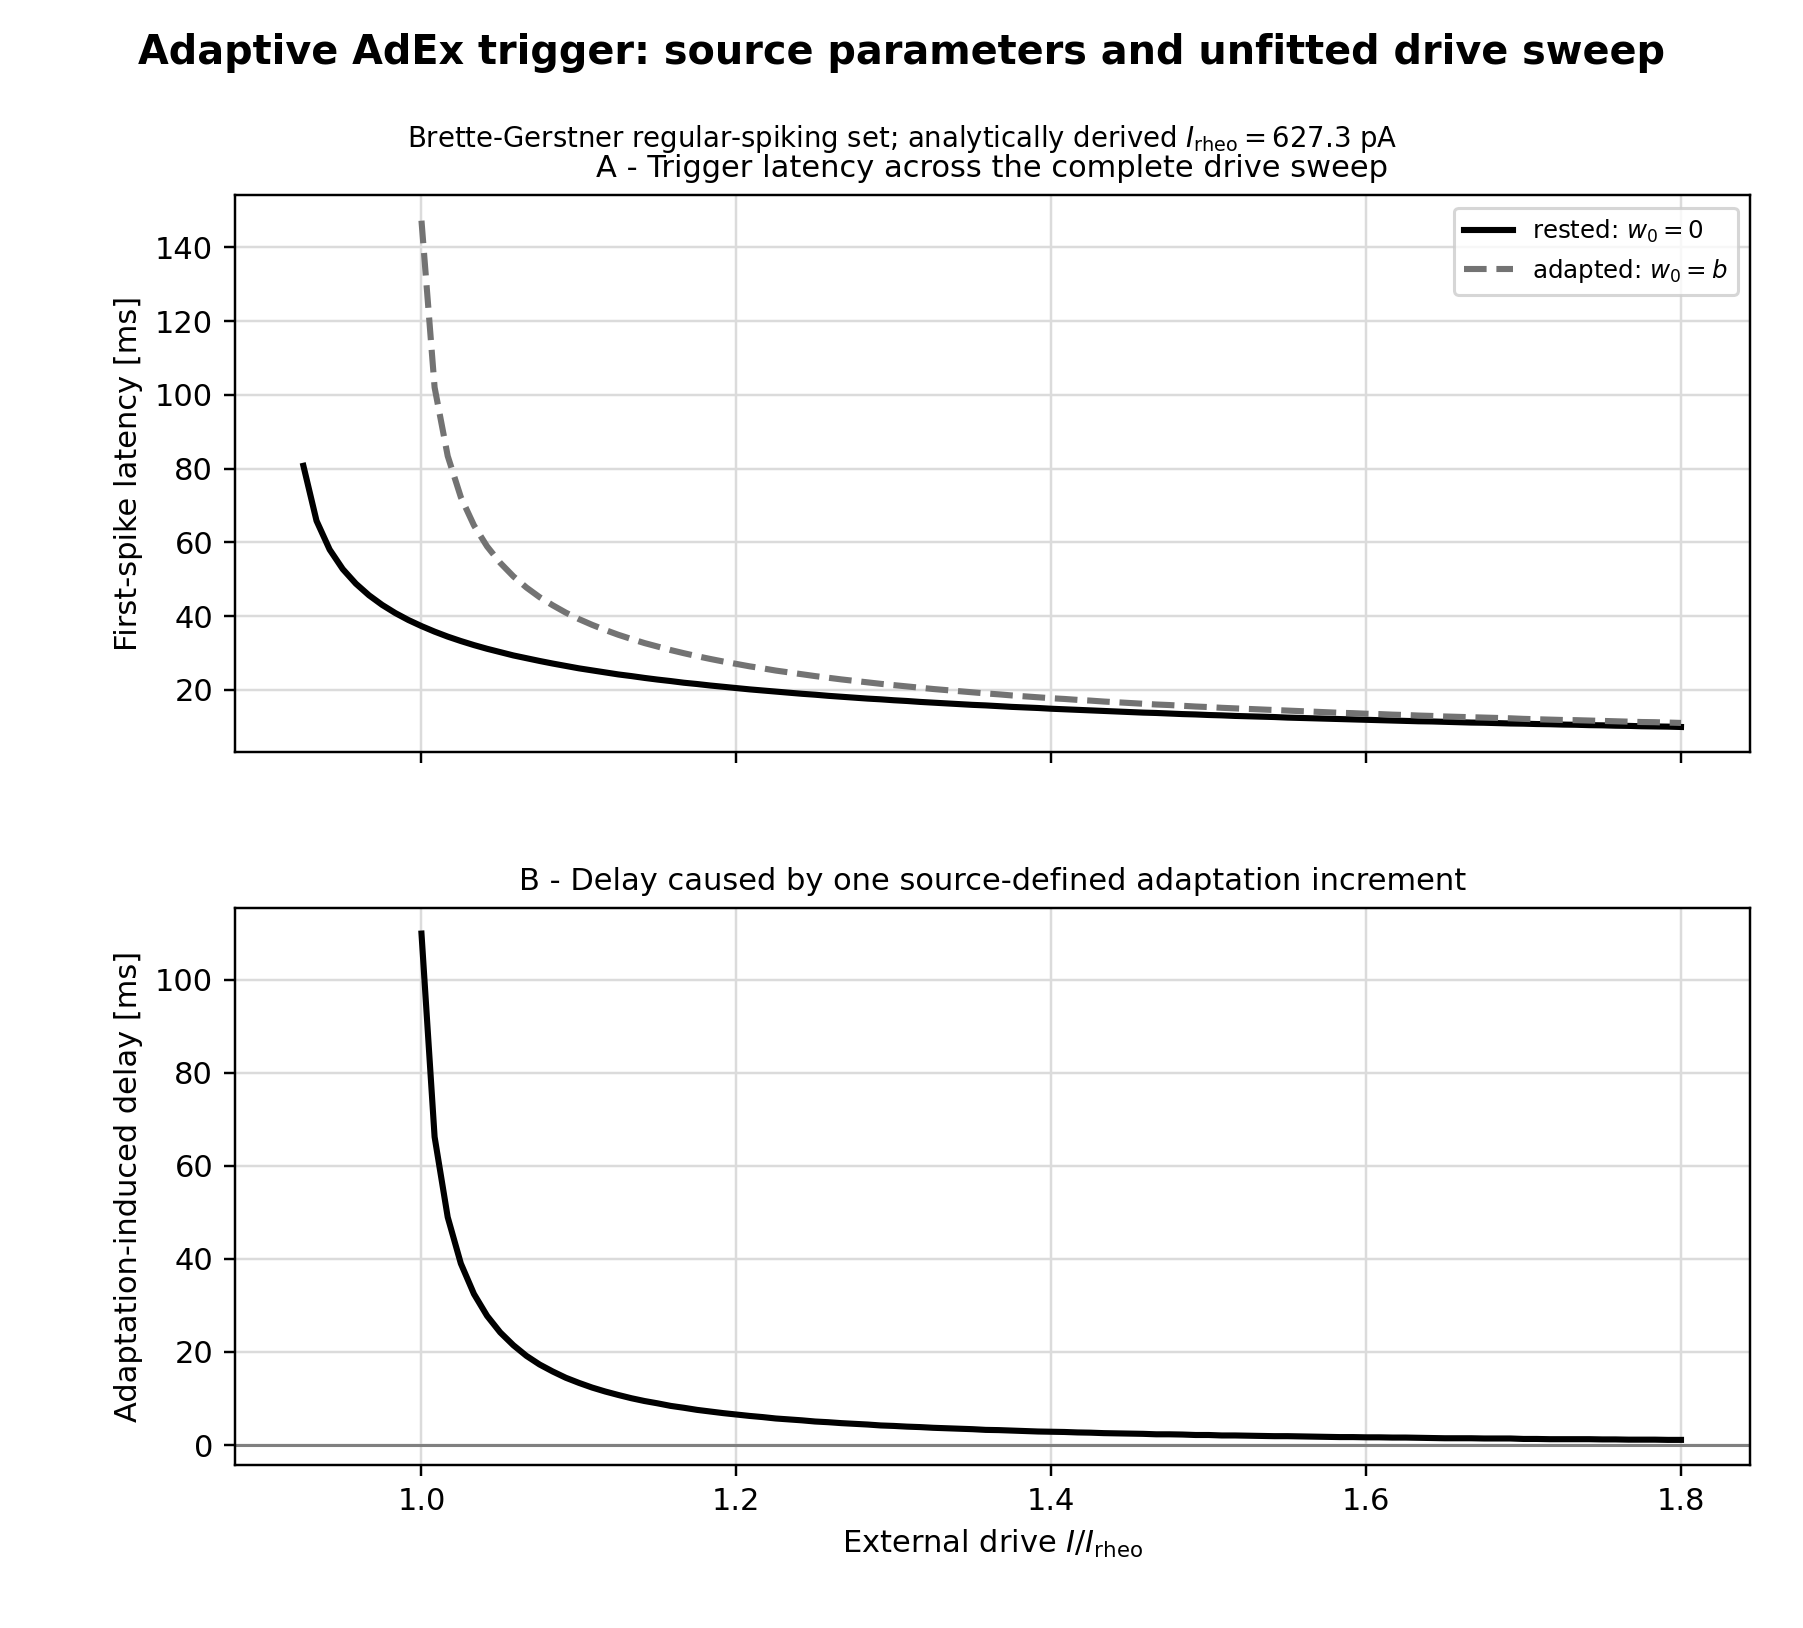 Adaptive AdEx trigger: source parameters and unfitted drive sweep
Brette-Gerstner regular-spiking set; analytically derived I_rheo = 627.3 pA
A - Trigger latency across the complete drive sweep
First-spike latency [ms]
140
120
100
80
60
40
20
rested: w_0 = 0
adapted: w_0 = b
B - Delay caused by one source-defined adaptation increment
Adaptation-induced delay [ms]
100
80
60
40
20
0
1.0 1.2 1.4 1.6 1.8
External drive I/I_rheo